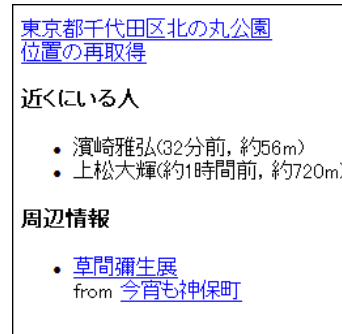 東京都千代田区北の丸公園
位置の再取得
近くにいる人
濱崎雅弘(32分前, 約56m)
上松大輝(約1時間前, 約720m)
周辺情報
草間彌生展
from 今宵も神保町